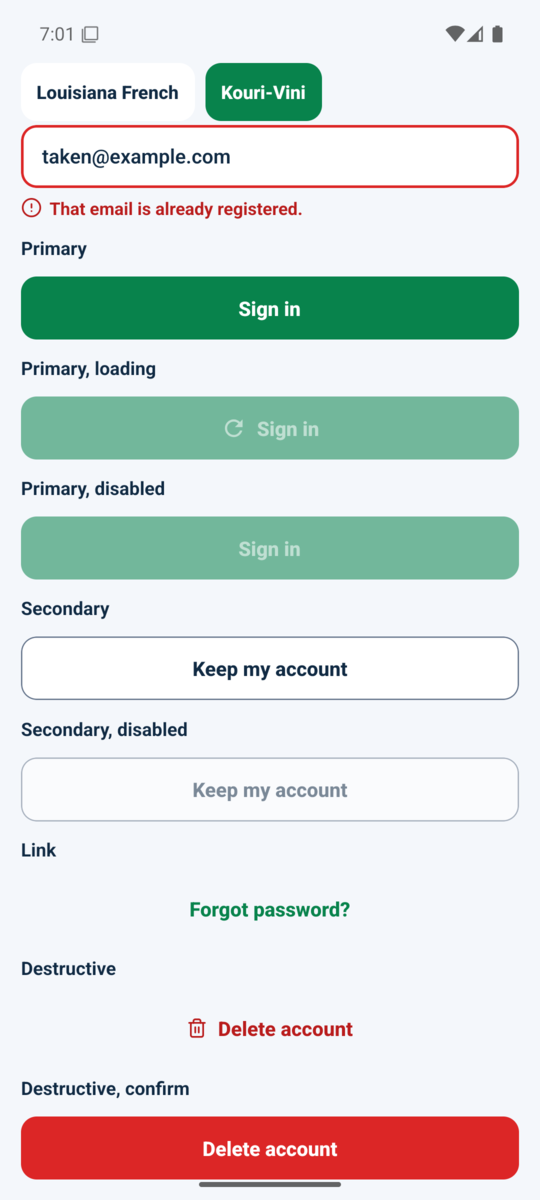 7:01
Louisiana French
Kouri-Vini
taken@example.com
That email is already registered.
Primary
Sign in
Primary, loading
Sign in
Primary, disabled
Sign in
Secondary
Keep my account
Secondary, disabled
Keep my account
Link
Forgot password?
Destructive
Delete account
Destructive, confirm
Delete account